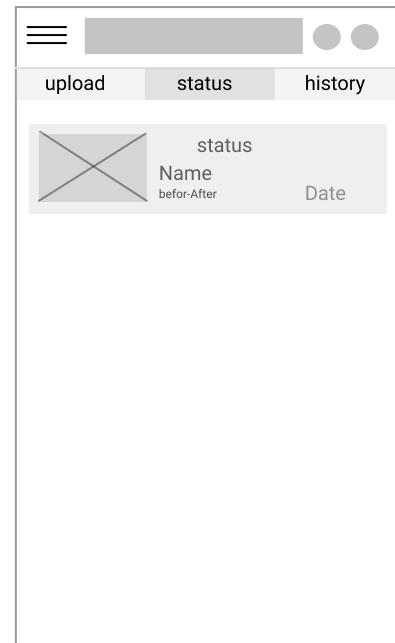 upload status history
status
Name
befor-After
Date